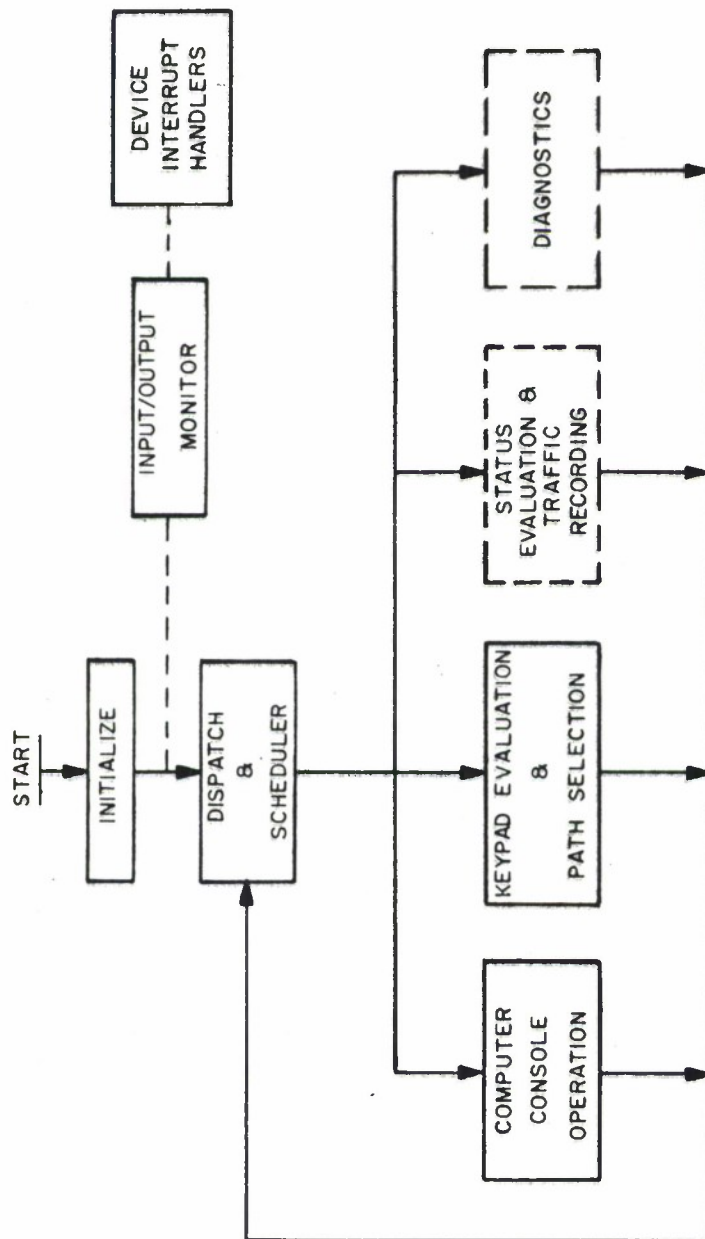 START
INITIALIZE
DISPATCH
&
SCHEDULER
INPUT/OUTPUT
MONITOR
DEVICE
INTERRUPT
HANDLERS
COMPUTER
CONSOLE
OPERATION
KEYPAD EVALUATION
&
PATH SELECTION
STATUS
EVALUATION &
TRAFFIC
RECORDING
DIAGNOSTICS